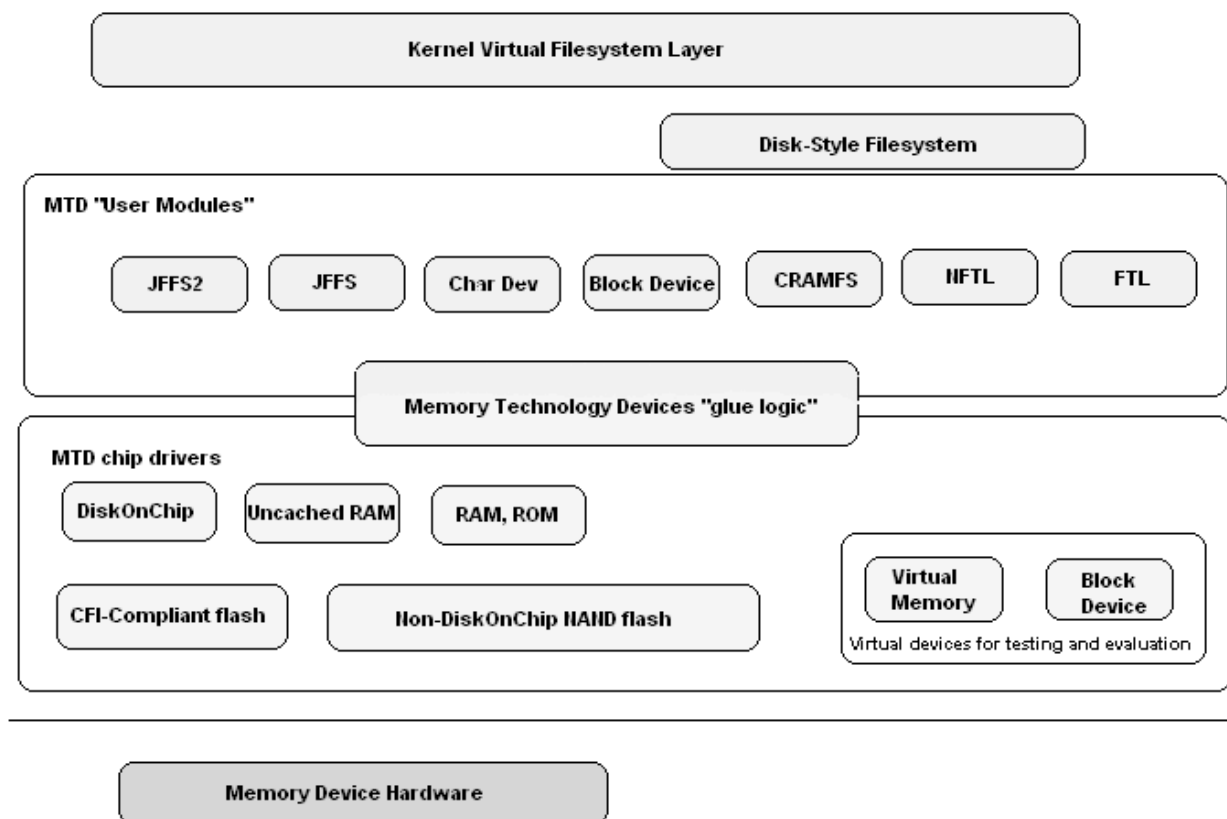 Kernel Virtual Filesystem Layer
Disk-Style Filesystem
MTD "User Modules"
JFFS2
JFFS
Char Dev
Block Device
CRAMFS
NFTL
FTL
Memory Technology Devices "glue logic"
MTD chip drivers
DiskOnChip
Uncached RAM
RAM, ROM
CFI-Compliant flash
Non-DiskOnChip NAND flash
Virtual
Memory
Block
Device
Virtual devices for testing and evaluation
Memory Device Hardware